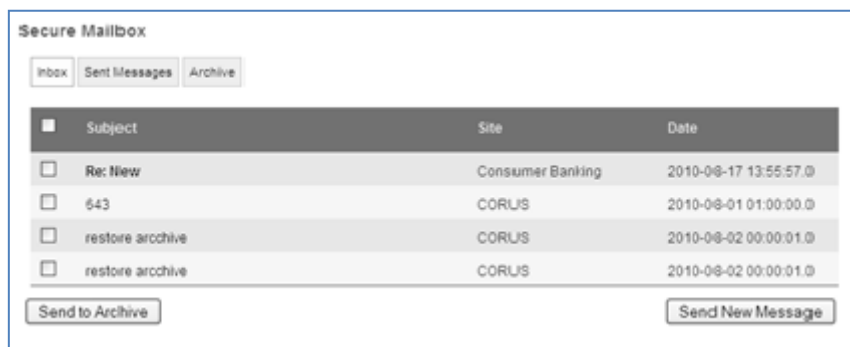 Secure Mailbox
Inbox Sent Messages Archive
Subject Site Date
Re: New Consumer Banking 2010-08-17 13:55:57.0
643 CORUS 2010-08-01 01:00:00.0
restore arcchive CORUS 2010-08-02 00:00:01.0
restore arcchive CORUS 2010-08-02 00:00:01.0
Send to Archive Send New Message